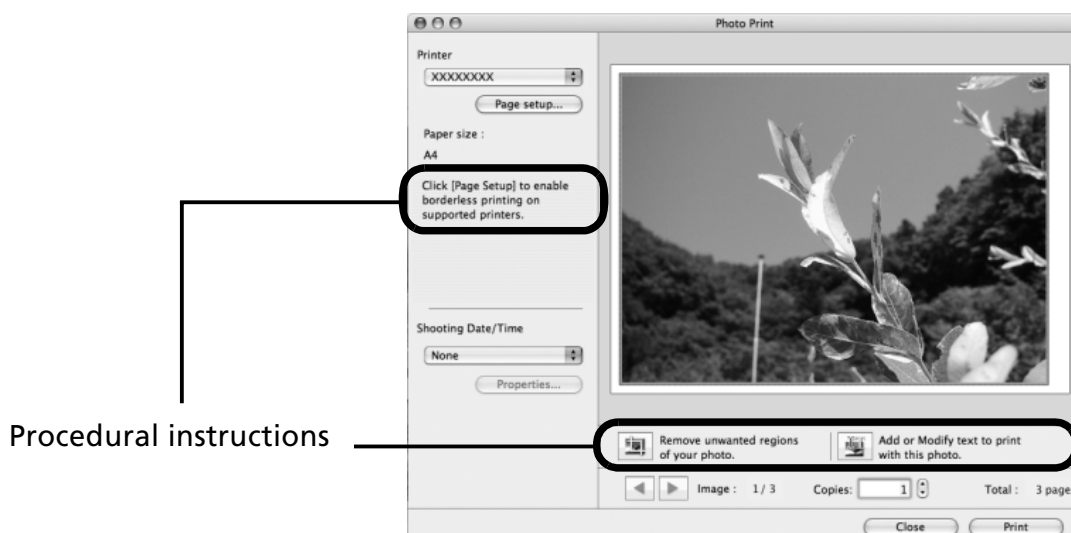 Photo Print
Printer
XXXXXXXX
Page setup...
Paper size :
A4
Click [Page Setup] to enable
borderless printing on
supported printers.
Shooting Date/Time
None
Properties...
Procedural instructions
Remove unwanted regions
of your photo.
Add or Modify text to print
with this photo.
Image : 1 / 3 Copies: 1 Total : 3 page
Close Print